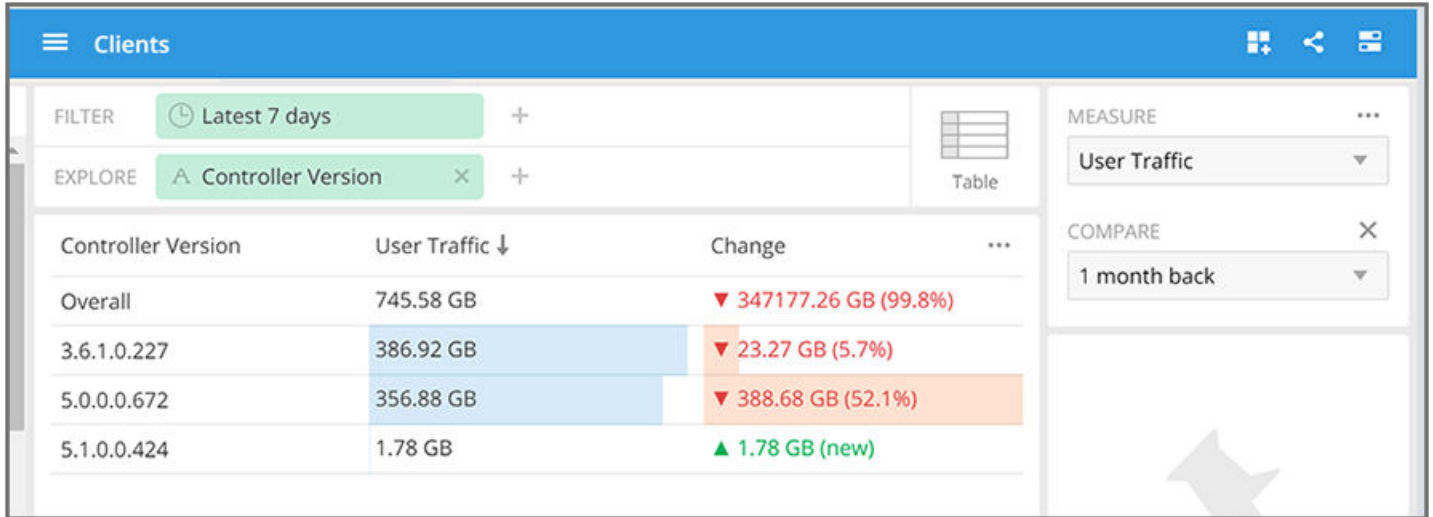 Clients
FILTER Latest 7 days +
EXPLORE A Controller Version × +
Table
MEASURE ...
User Traffic
COMPARE ×
1 month back
Controller Version User Traffic ↓ Change ...
Overall 745.58 GB ▼ 347177.26 GB (99.8%)
3.6.1.0.227 386.92 GB ▼ 23.27 GB (5.7%)
5.0.0.0.672 356.88 GB ▼ 388.68 GB (52.1%)
5.1.0.0.424 1.78 GB ▲ 1.78 GB (new)